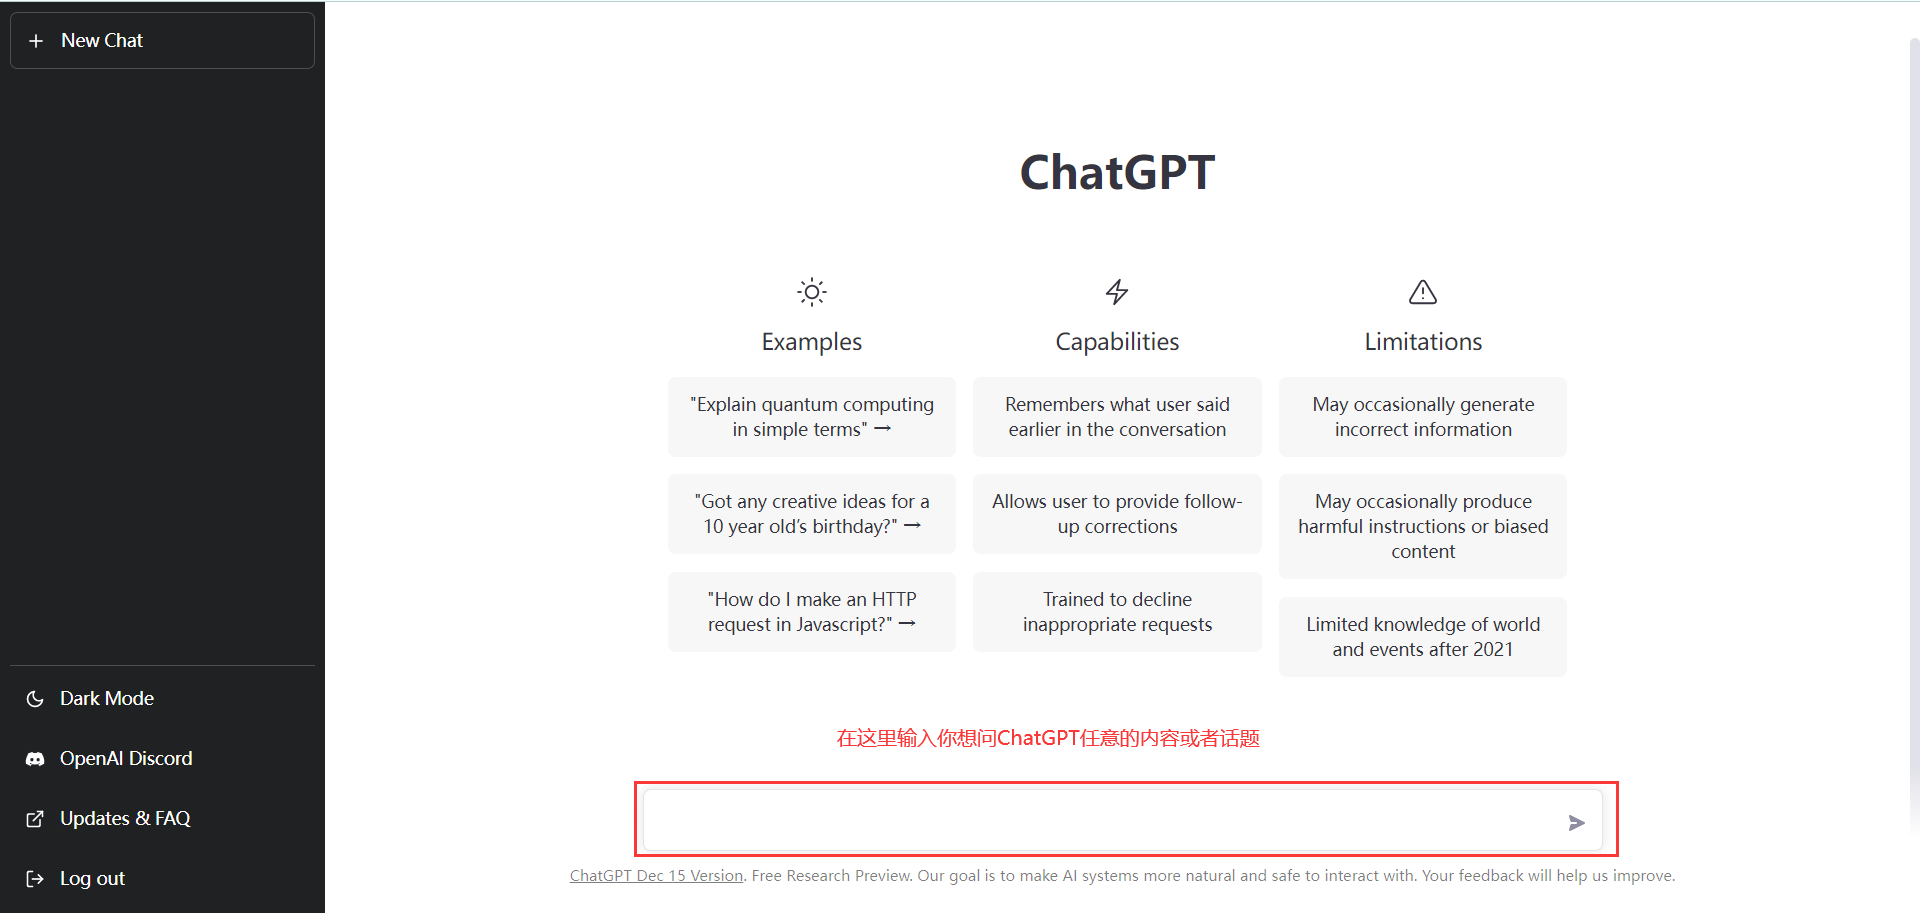 New Chat
ChatGPT
Examples
"Explain quantum computing
in simple terms" →
"Got any creative ideas for a
10 year old’s birthday?" →
"How do I make an HTTP
request in Javascript?" →
Capabilities
Remembers what user said
earlier in the conversation
Allows user to provide follow-
up corrections
Trained to decline
inappropriate requests
Limitations
May occasionally generate
incorrect information
May occasionally produce
harmful instructions or biased
content
Limited knowledge of world
and events after 2021
在这里输入你想问ChatGPT任意的内容或者话题
ChatGPT Dec 15 Version. Free Research Preview. Our goal is to make AI systems more natural and safe to interact with. Your feedback will help us improve.
Dark Mode
OpenAI Discord
Updates & FAQ
Log out